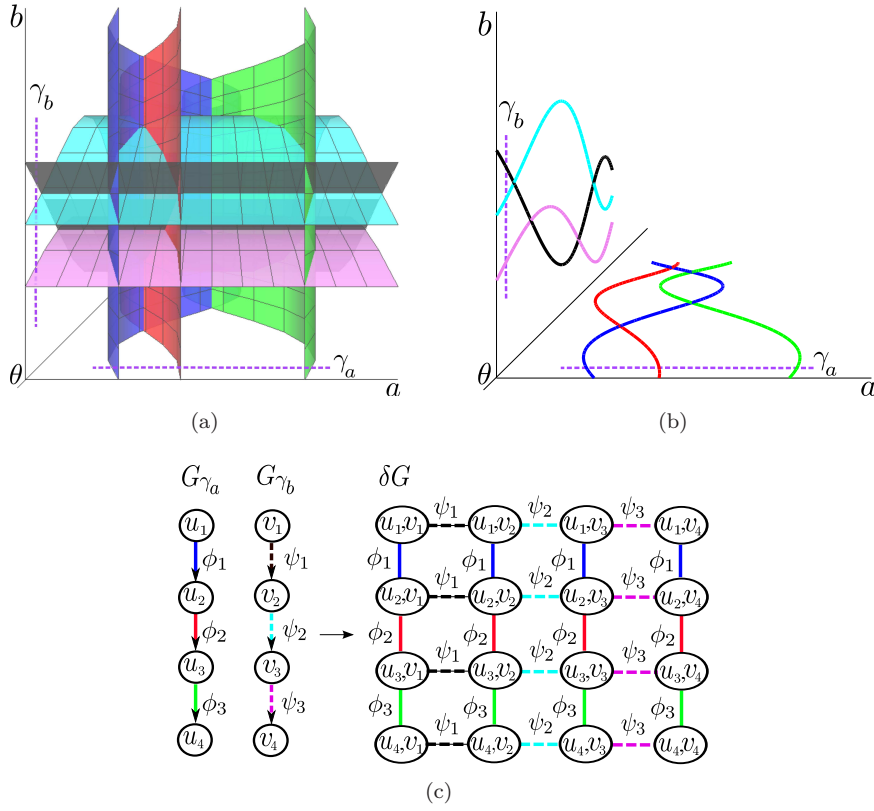 b
γ_b
θ
γ_a
a
(a)
b
γ_b
θ
γ_a
a
(b)
G_{γ_a} G_{γ_b} δG
u_1 v_1 u_1,v_1 ψ_1 u_1,v_2 ψ_2 u_1,v_3 ψ_3 u_1,v_4
ϕ_1 ψ_1 ϕ_1 ϕ_1 ϕ_1 ϕ_1
u_2 v_2 u_2,v_1 ψ_1 u_2,v_2 ψ_2 u_2,v_3 ψ_3 u_2,v_4
ϕ_2 ψ_2 ϕ_2 ϕ_2 ϕ_2 ϕ_2
u_3 v_3 u_3,v_1 ψ_1 u_3,v_2 ψ_2 u_3,v_3 ψ_3 u_3,v_4
ϕ_3 ψ_3 ϕ_3 ϕ_3 ϕ_3 ϕ_3
u_4 v_4 u_4,v_1 ψ_1 u_4,v_2 ψ_2 u_4,v_3 ψ_3 u_4,v_4
(c)